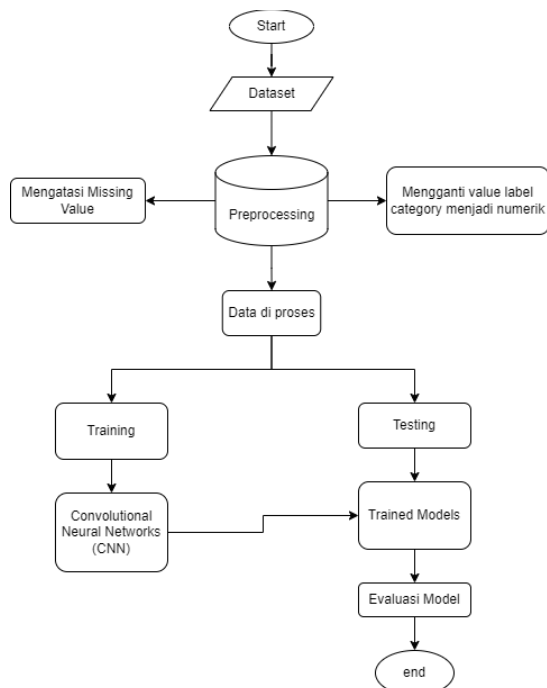 Start
Dataset
Mengatasi Missing
Value
Preprocessing
Mengganti value label
category menjadi numerik
Data di proses
Training
Testing
Convolutional
Neural Networks
(CNN)
Trained Models
Evaluasi Model
end